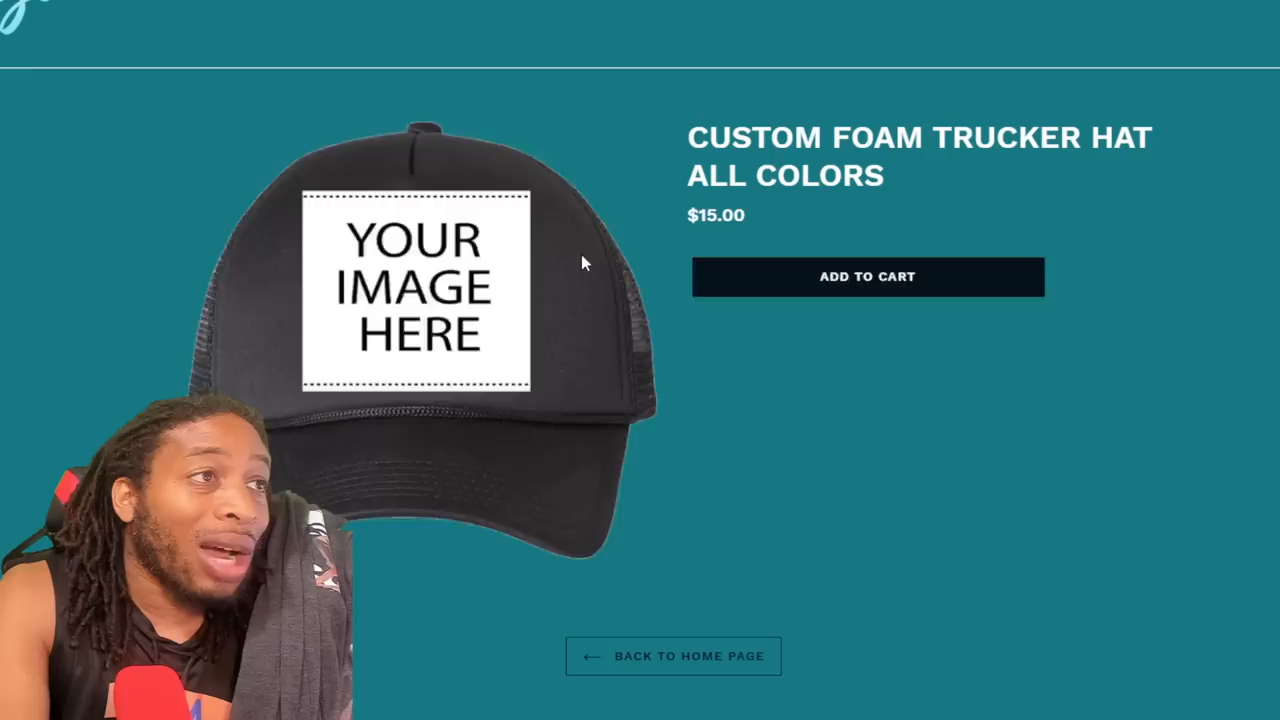 CUSTOM FOAM TRUCKER HAT
ALL COLORS
$15.00
ADD TO CART
YOUR
IMAGE
HERE
← BACK TO HOME PAGE